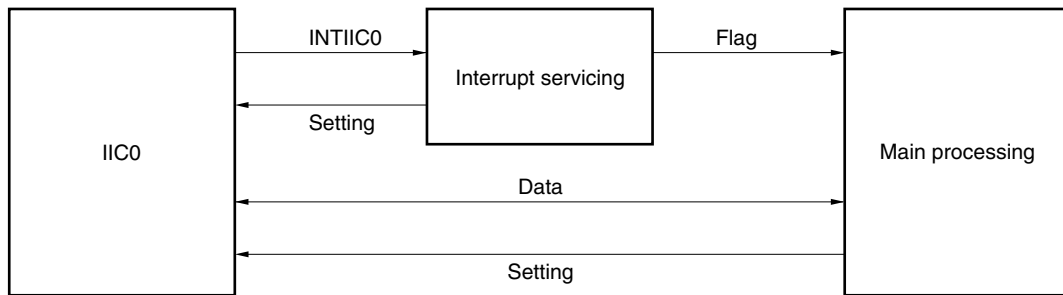 INTIIC0
Flag
Interrupt servicing
Setting
IIC0
Main processing
Data
Setting